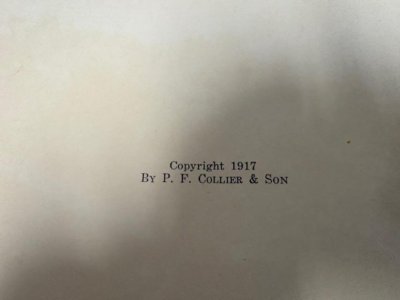 Copyright 1917
By P. F. Collier & Son